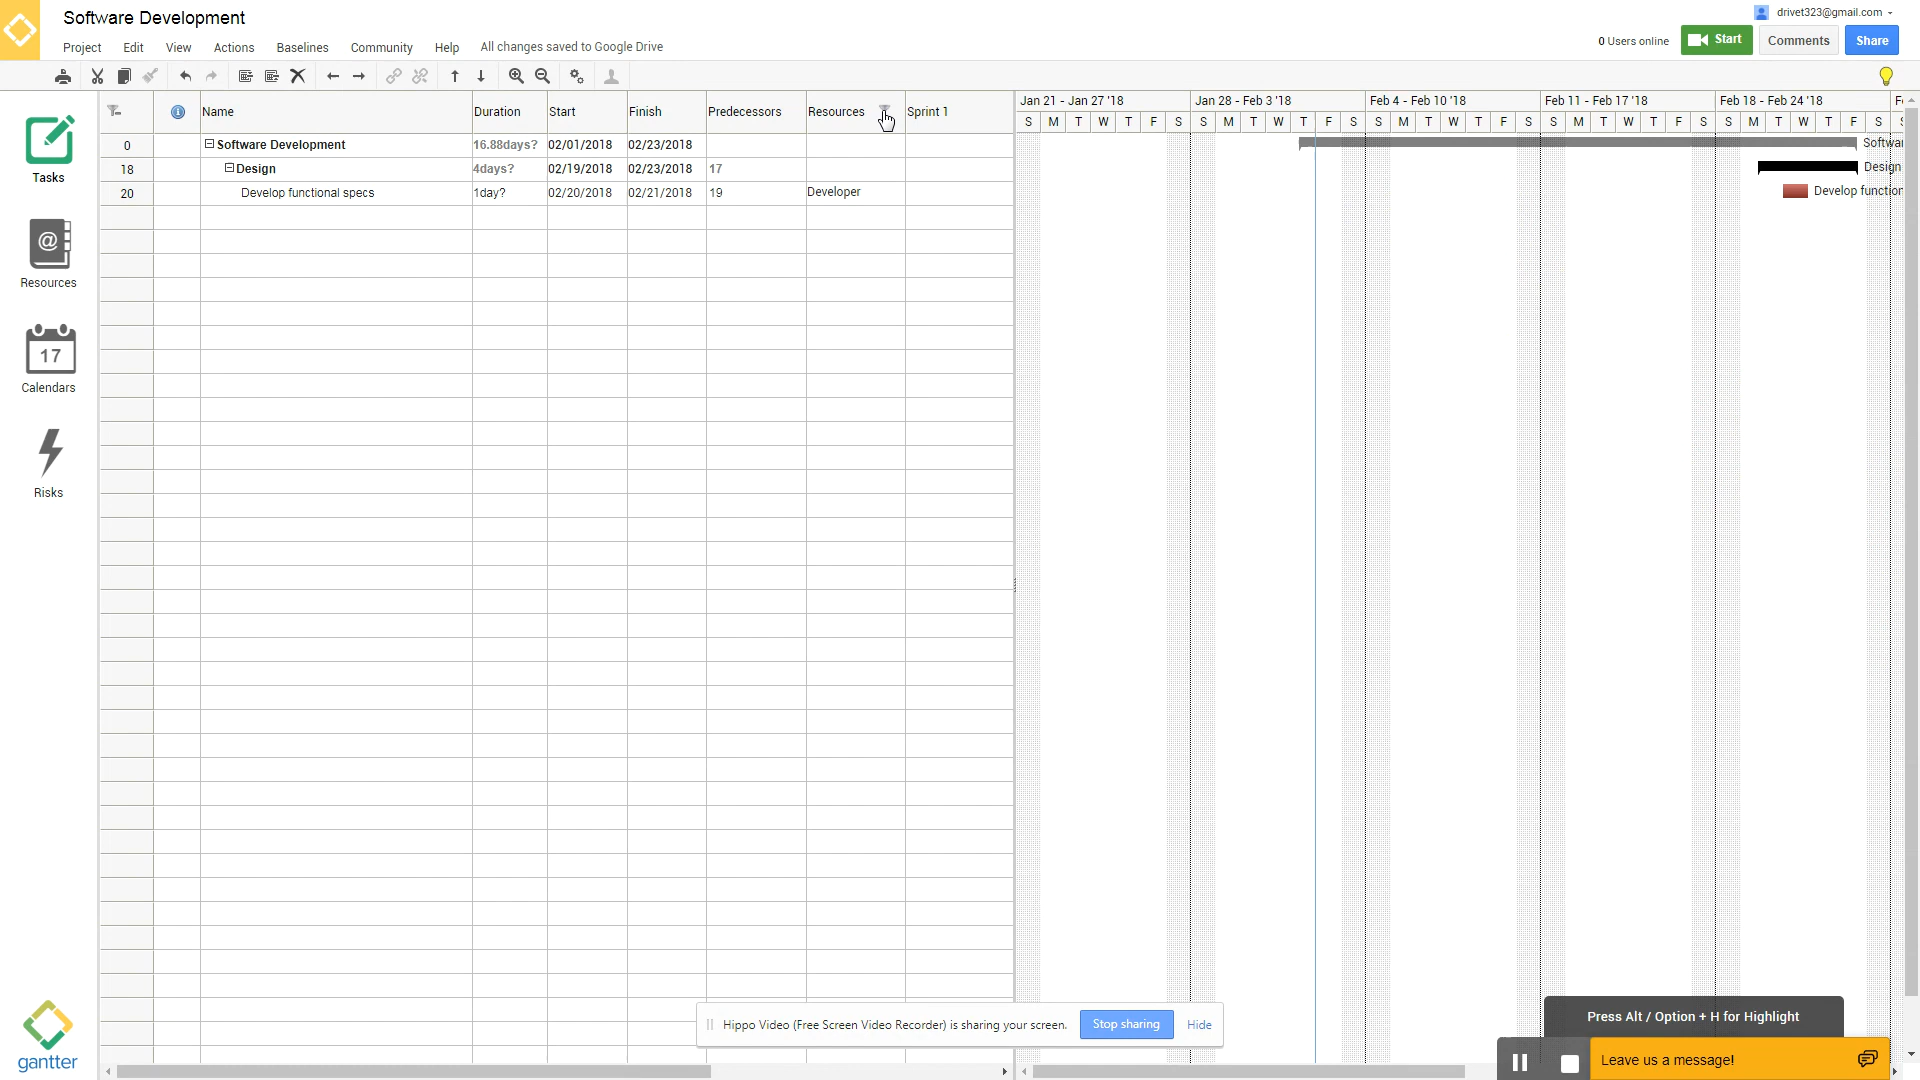 Software Development
drivet323@gmail.com
Project Edit View Actions Baselines Community Help All changes saved to Google Drive
0 Users online Start Comments Share
Name Duration Start Finish Predecessors Resources Sprint 1
Jan 21 - Jan 27 '18 Jan 28 - Feb 3 '18 Feb 4 - Feb 10 '18 Feb 11 - Feb 17 '18 Feb 18 - Feb 24 '18
S M T W T F S S M T W T F S S M T W T F S S M T W T F S S M T W T F S
0 Software Development 16.88days? 02/01/2018 02/23/2018
18 Design 4days? 02/19/2018 02/23/2018 17 Design
20 Develop functional specs 1day? 02/20/2018 02/21/2018 19 Developer
Tasks
@
Resources
17
Calendars
Risks
gantter
Hippo Video (Free Screen Video Recorder) is sharing your screen. Stop sharing Hide
Press Alt / Option + H for Highlight
Leave us a message!